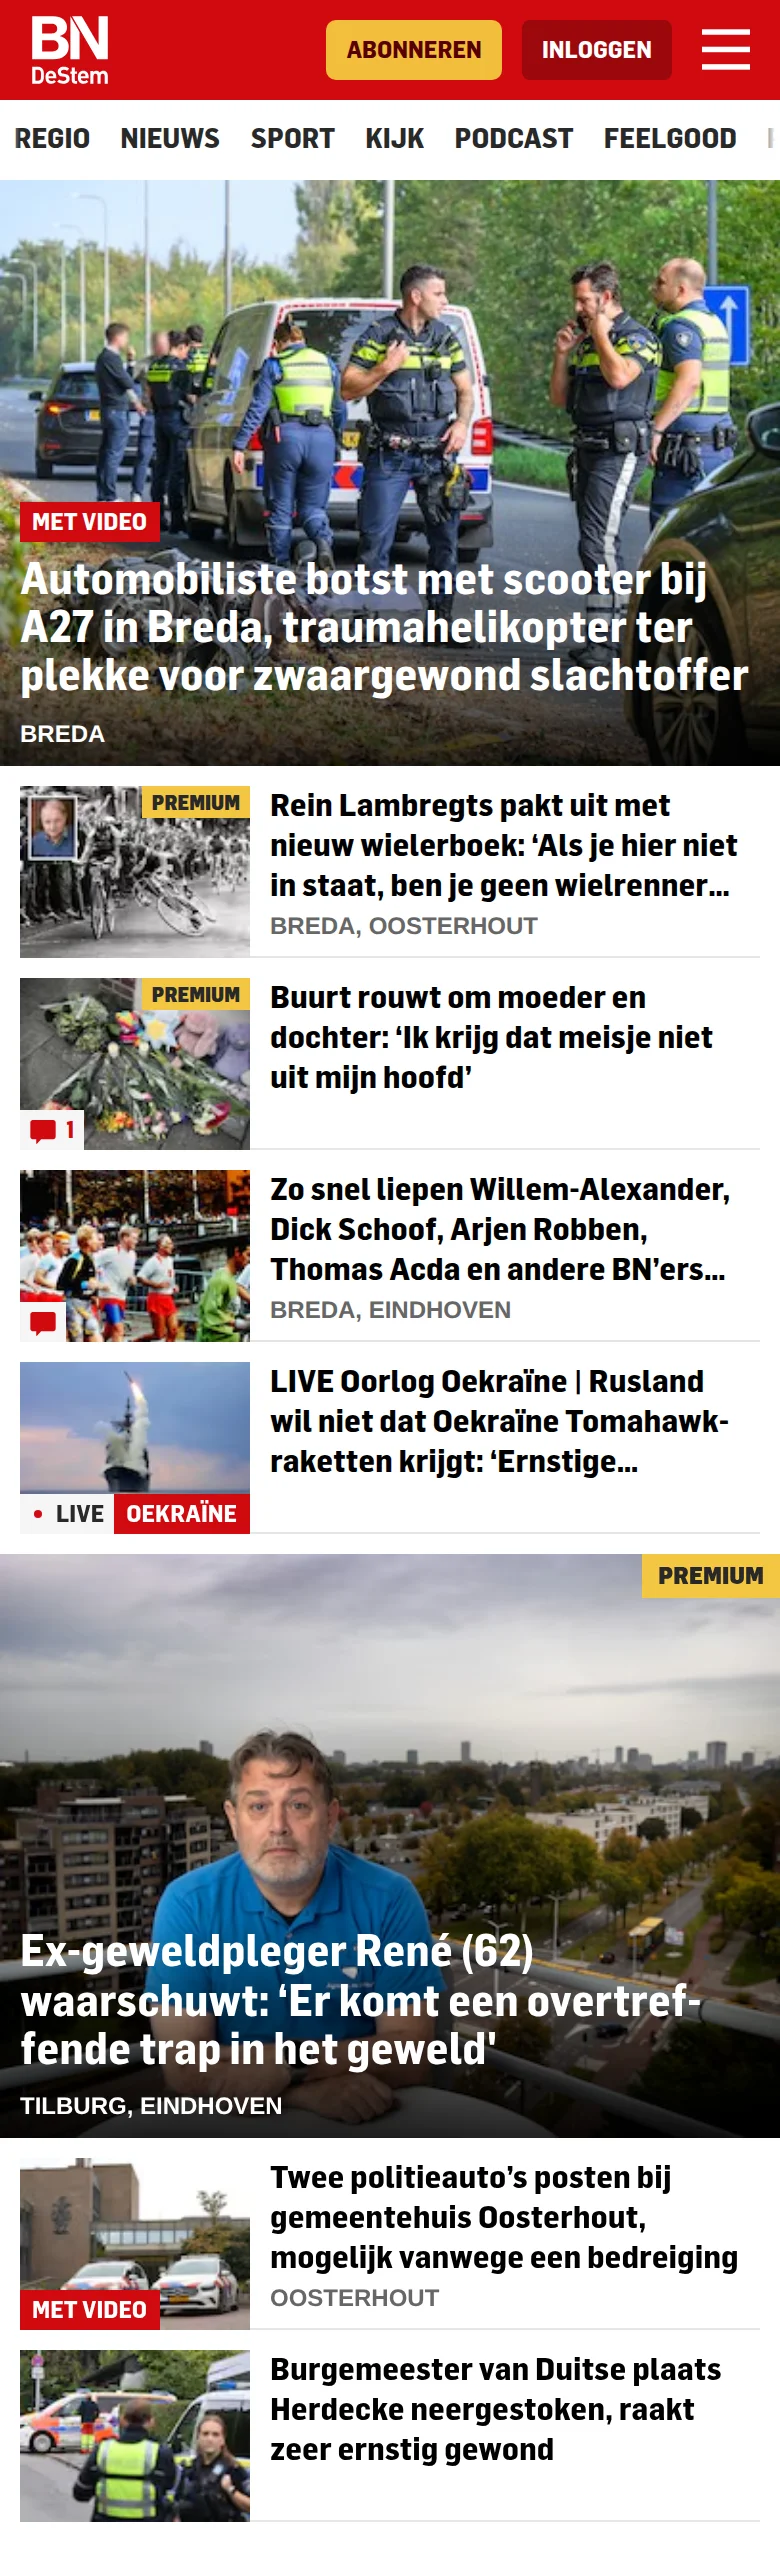 BN
DeStem
ABONNEREN
INLOGGEN
REGIO NIEUWS SPORT KIJK PODCAST FEELGOOD
MET VIDEO
Automobiliste botst met scooter bij
A27 in Breda, traumahelikopter ter
plekke voor zwaargewond slachtoffer
BREDA
PREMIUM
Rein Lambregts pakt uit met
nieuw wielerboek: ‘Als je hier niet
in staat, ben je geen wielrenner...
BREDA, OOSTERHOUT
PREMIUM
1
Buurt rouwt om moeder en
dochter: ‘Ik krijg dat meisje niet
uit mijn hoofd’
Zo snel liepen Willem-Alexander,
Dick Schoof, Arjen Robben,
Thomas Acda en andere BN’ers...
BREDA, EINDHOVEN
LIVE OEKRAÏNE
LIVE Oorlog Oekraïne | Rusland
wil niet dat Oekraïne Tomahawk-
raketten krijgt: ‘Ernstige...
PREMIUM
Ex-geweldpleger René (62)
waarschuwt: ‘Er komt een overtref-
fende trap in het geweld'
TILBURG, EINDHOVEN
MET VIDEO
Twee politieauto’s posten bij
gemeentehuis Oosterhout,
mogelijk vanwege een bedreiging
OOSTERHOUT
Burgemeester van Duitse plaats
Herdecke neergestoken, raakt
zeer ernstig gewond